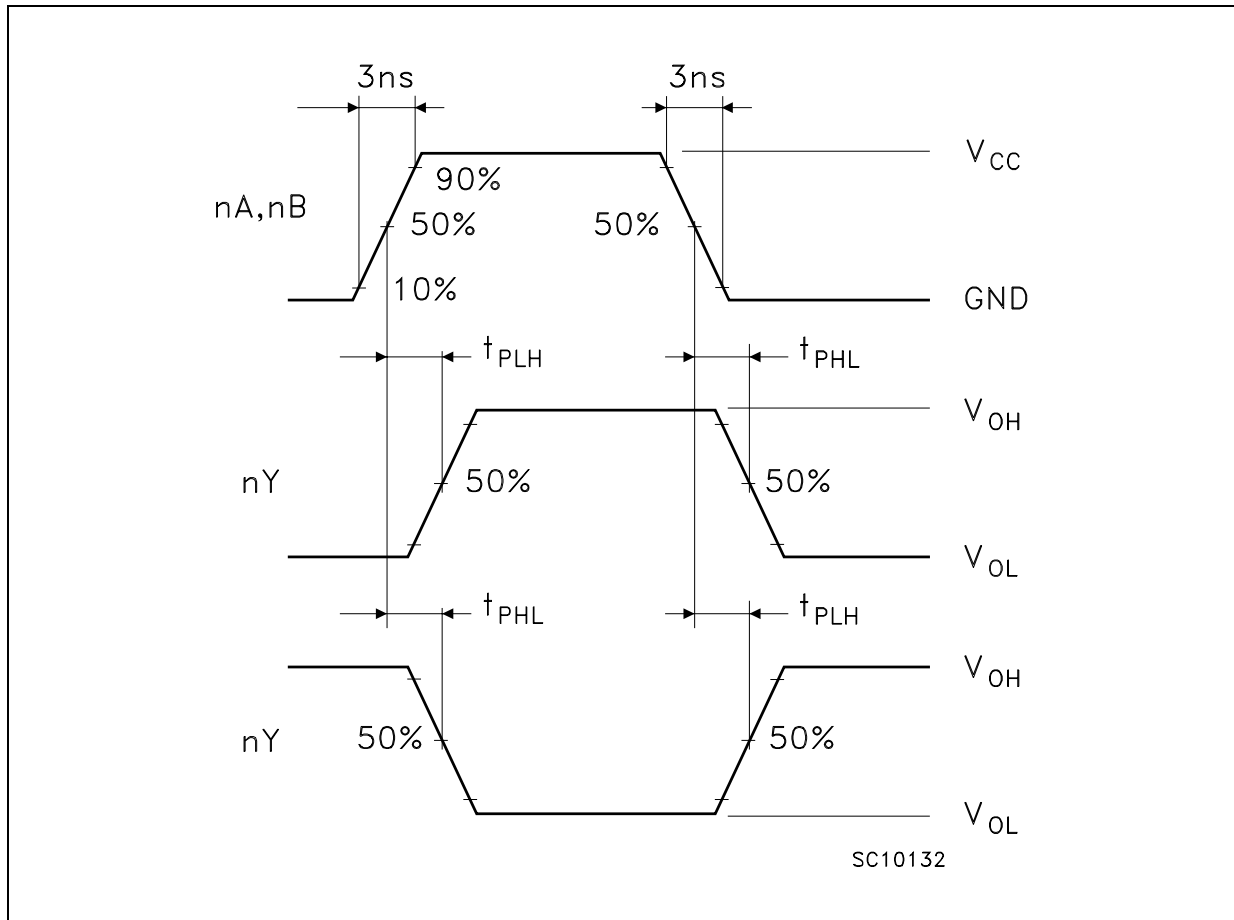 3ns 3ns
V_CC
90%
nA,nB 50% 50%
10% GND
t_PLH t_PHL
V_OH
nY 50% 50%
V_OL
t_PHL t_PLH
V_OH
nY 50% 50%
V_OL
SC10132